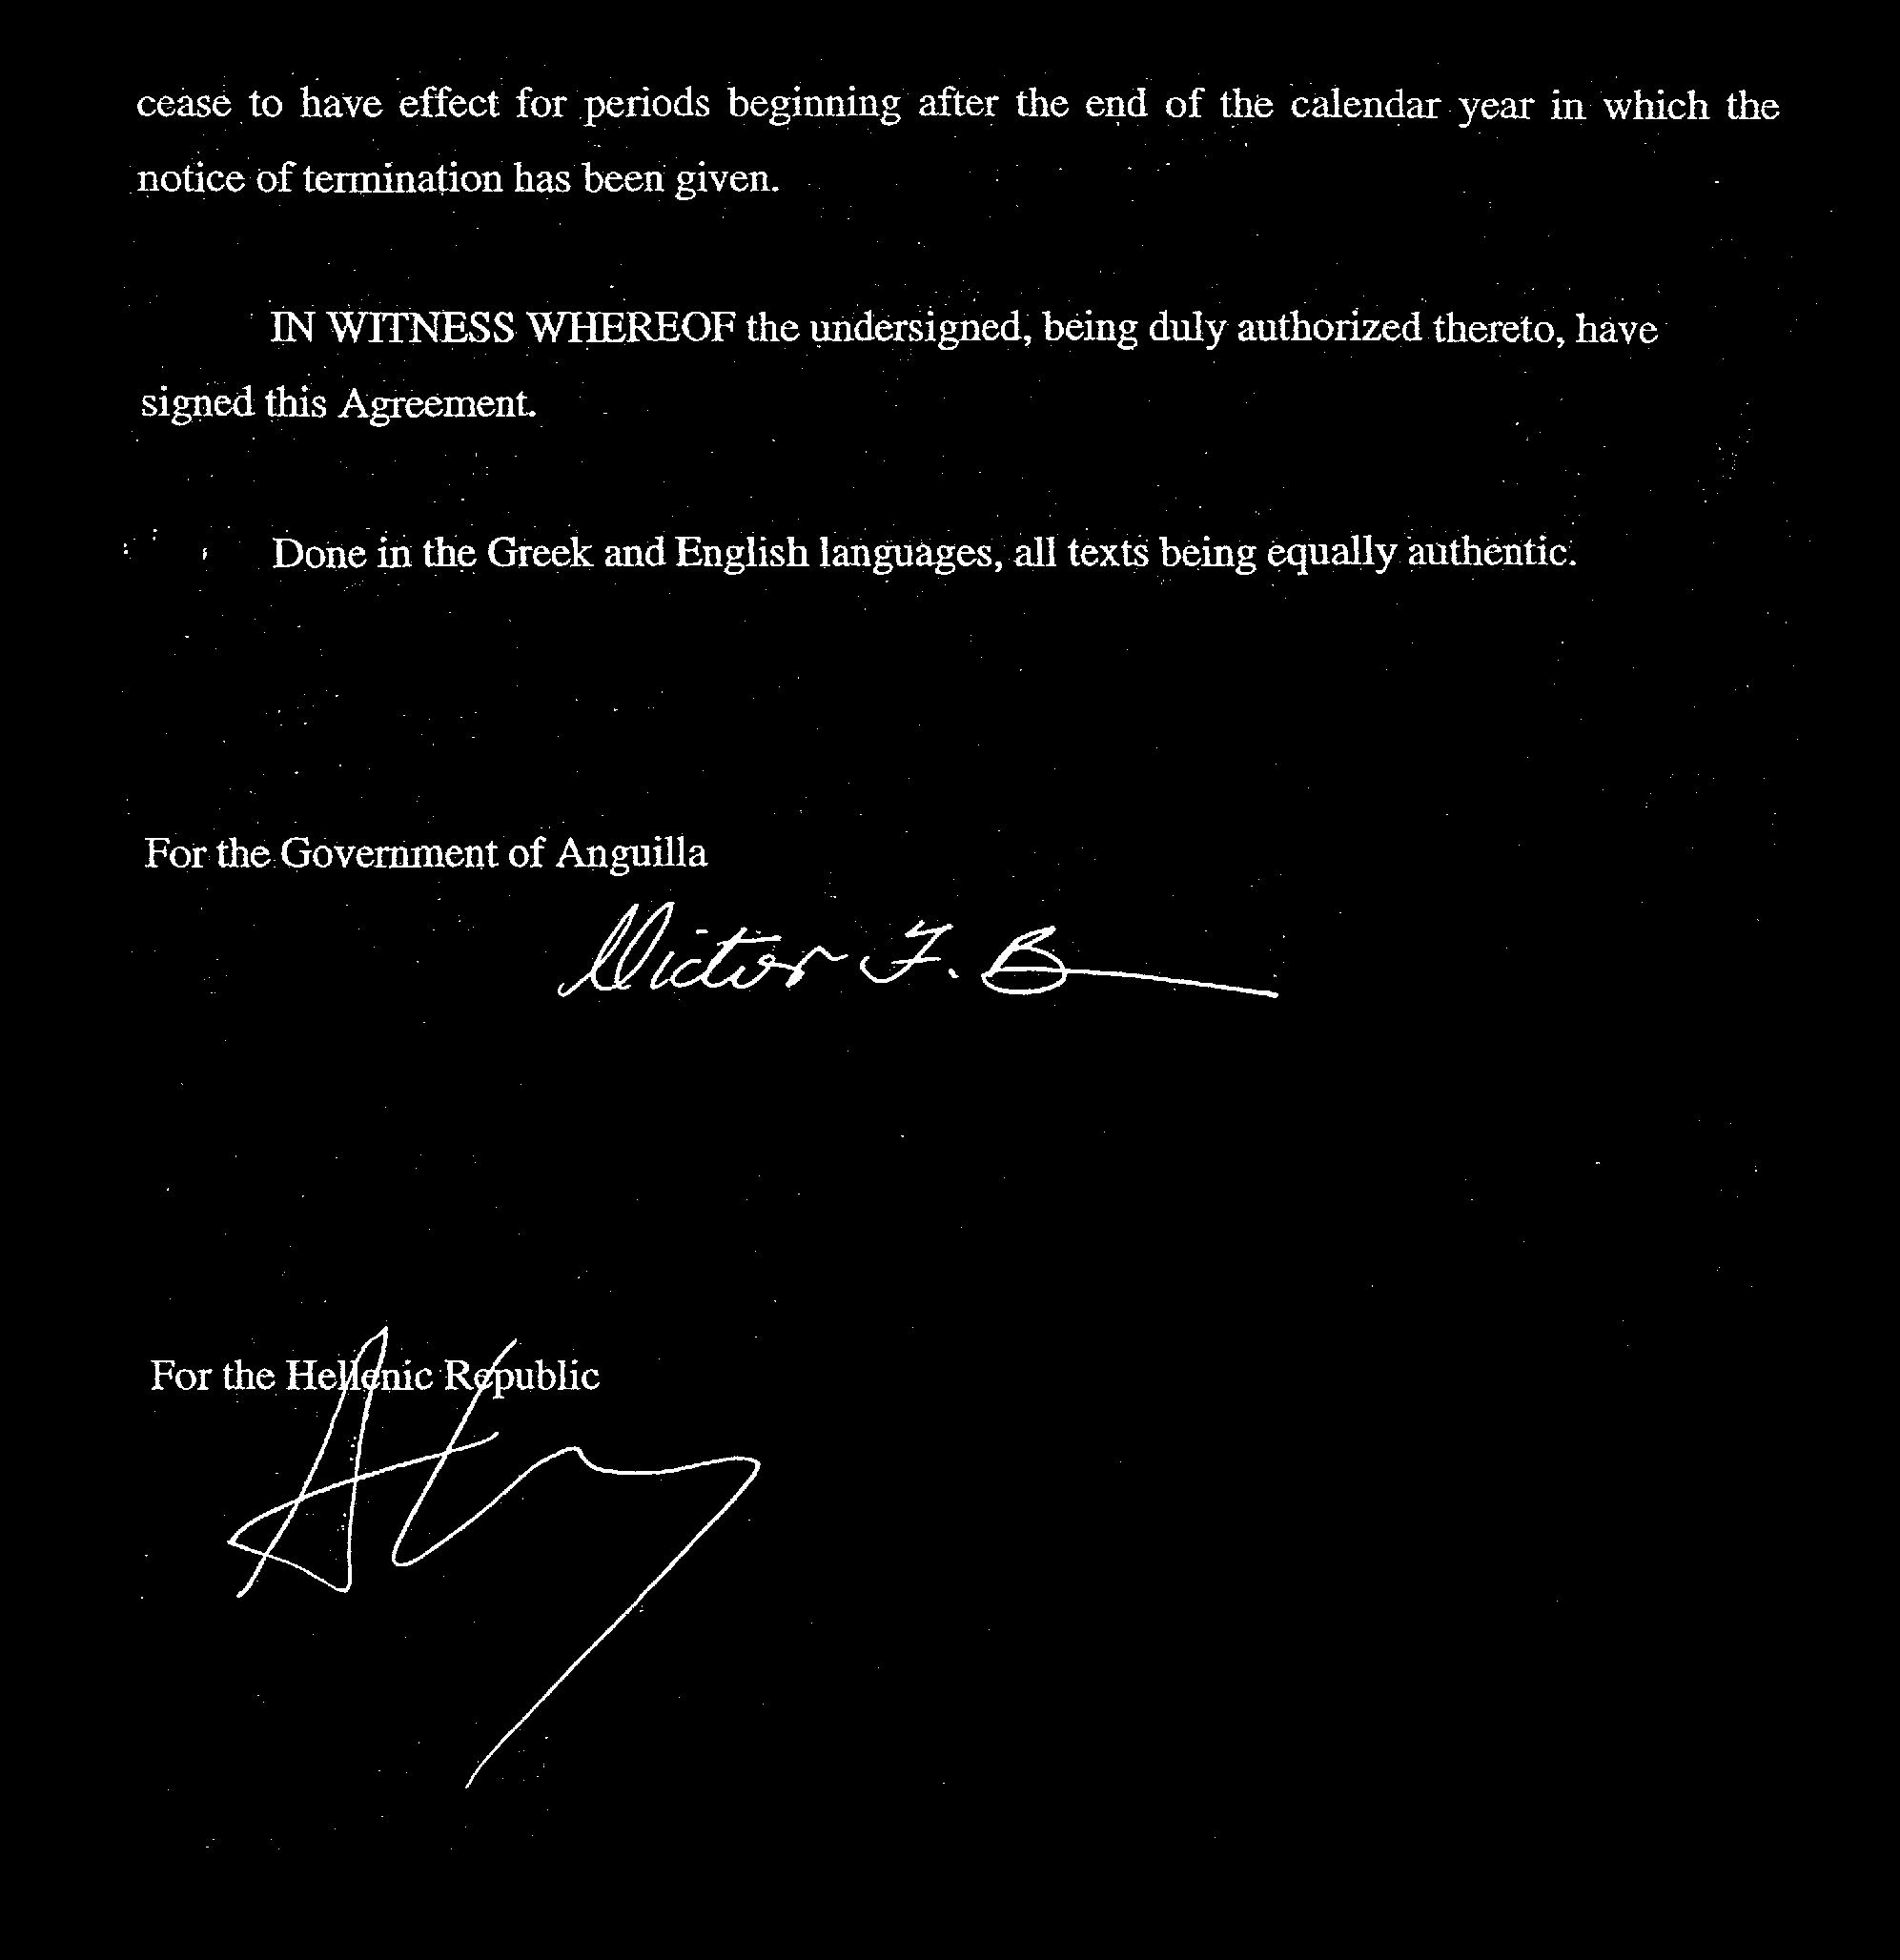 cease to have effect for periods beginning after the end of the calendar year in which the
notice of termination has been given.
IN WITNESS WHEREOF the undersigned, being duly authorized thereto, have
signed this Agreement.
Done in the Greek and English languages, all texts being equally authentic.
For the Government of Anguilla
Victor F. B
For the Hellenic Republic